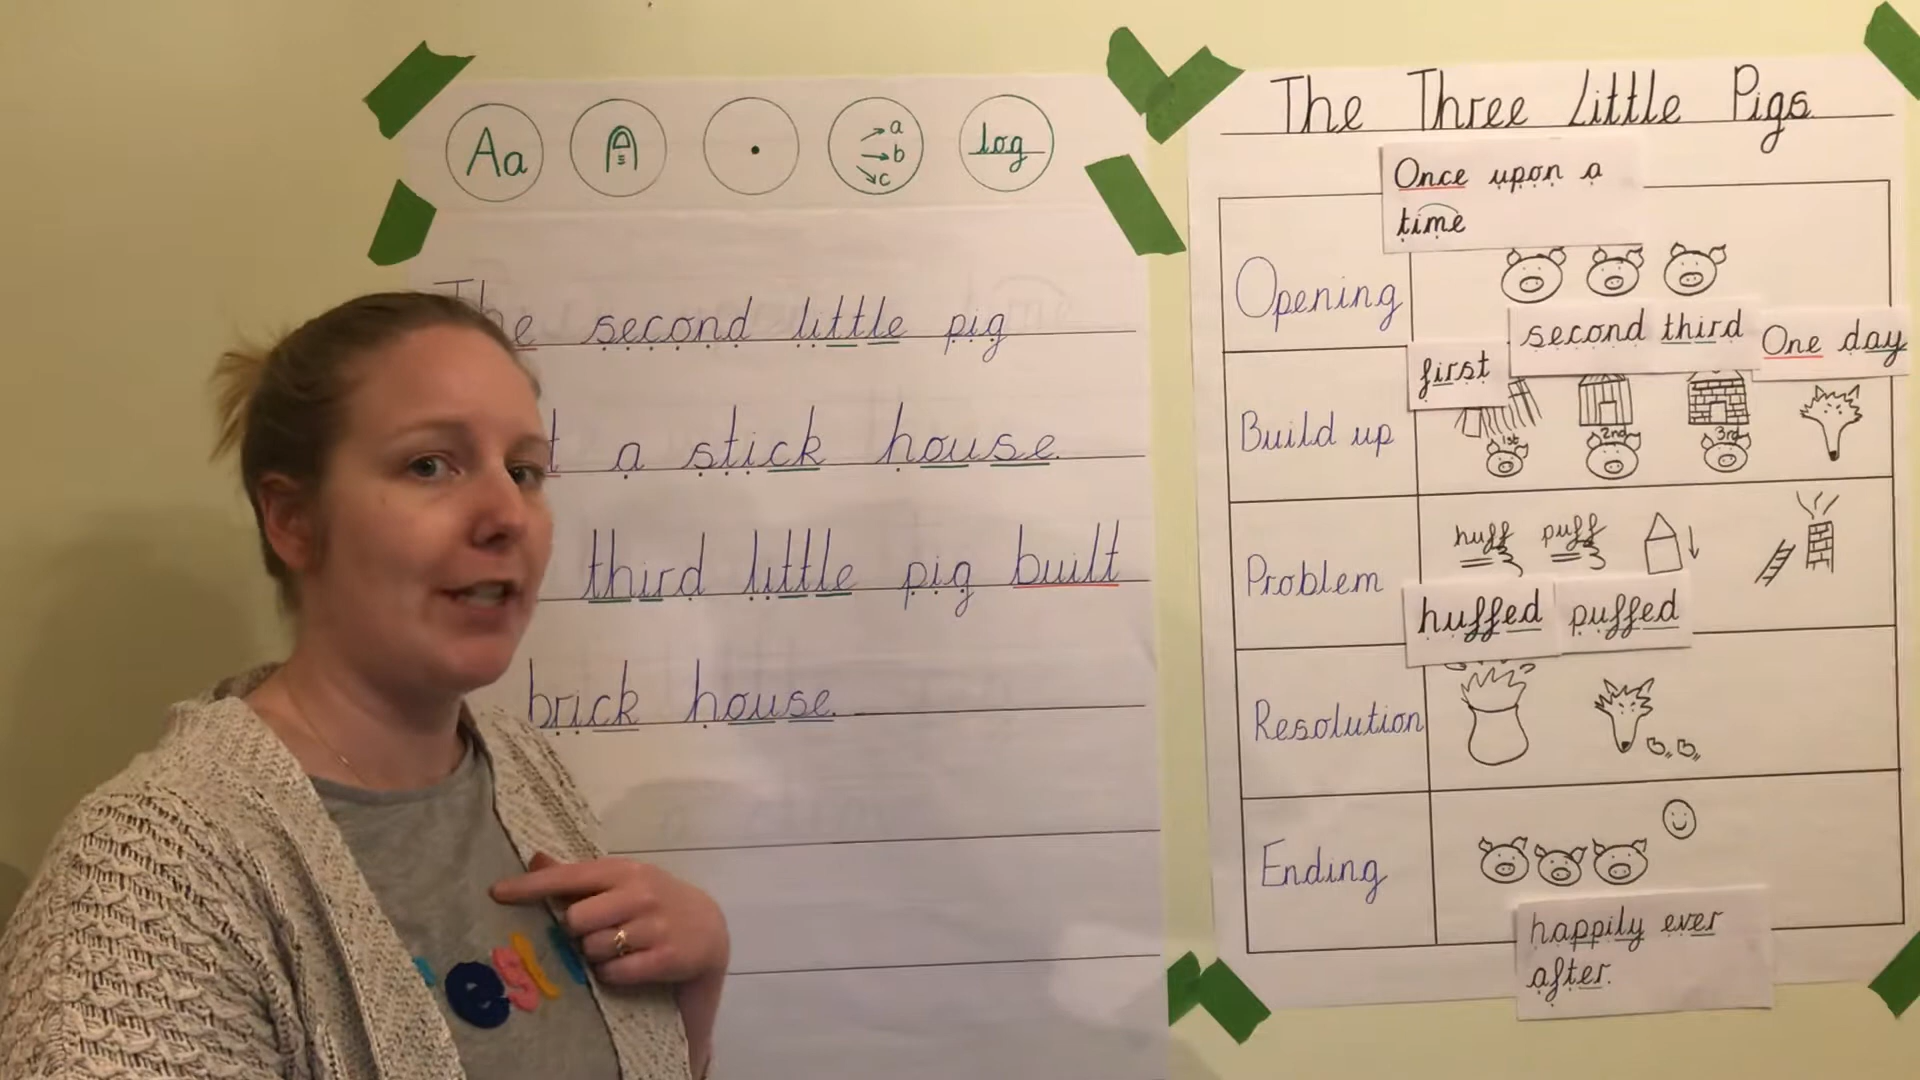 Aa
.
a
b
c
log
The second little pig
a stick house.
third little pig built
brick house.
The Three Little Pigs
Once upon a
time
Opening
first second third One day
Build up
1st 2nd 3rd
Problem
huff puff
huffed puffed
Resolution
Ending
happily ever
after.